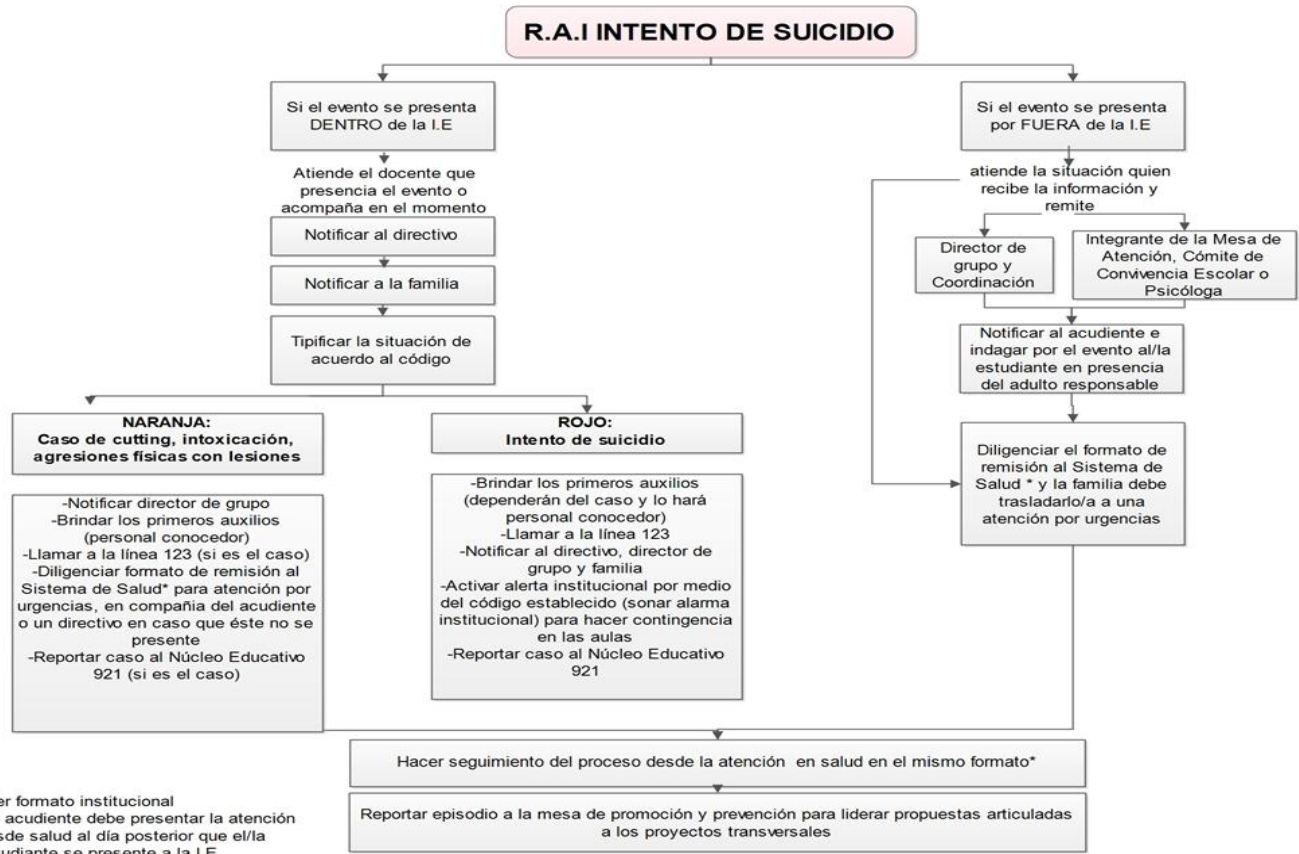 R.A.I INTENTO DE SUICIDIO
Si el evento se presenta
DENTRO de la I.E
Atiende el docente que
presencia el evento o
acompaña en el momento
Notificar al directivo
Notificar a la familia
Tipificar la situación de
acuerdo al código
NARANJA:
Caso de cutting, intoxicación,
agresiones físicas con lesiones
-Notificar director de grupo
-Brindar los primeros auxilios
(personal conocedor)
-Llamar a la línea 123 (si es el caso)
-Diligenciar formato de remisión al
Sistema de Salud* para atención por
urgencias, en compañia del acudiente
o un directivo en caso que éste no se
presente
-Reportar caso al Núcleo Educativo
921 (si es el caso)
ROJO:
Intento de suicidio
-Brindar los primeros auxilios
(dependerán del caso y lo hará
personal conocedor)
-Llamar a la línea 123
-Notificar al directivo, director de
grupo y familia
-Activar alerta institucional por medio
del código establecido (sonar alarma
institucional) para hacer contingencia
en las aulas
-Reportar caso al Núcleo Educativo
921
Si el evento se presenta
por FUERA de la I.E
atiende la situación quien
recibe la información y
remite
Director de
grupo y
Coordinación
Integrante de la Mesa de
Atención, Cómite de
Convivencia Escolar o
Psicóloga
Notificar al acudiente e
indagar por el evento al/la
estudiante en presencia
del adulto responsable
Diligenciar el formato de
remisión al Sistema de
Salud * y la familia debe
trasladarlo/a a una
atención por urgencias
Hacer seguimiento del proceso desde la atención en salud en el mismo formato*
Reportar episodio a la mesa de promoción y prevención para liderar propuestas articuladas
a los proyectos transversales
formato institucional
acudiente debe presentar la atención
salud al día posterior que el/la
se presente a la I.E